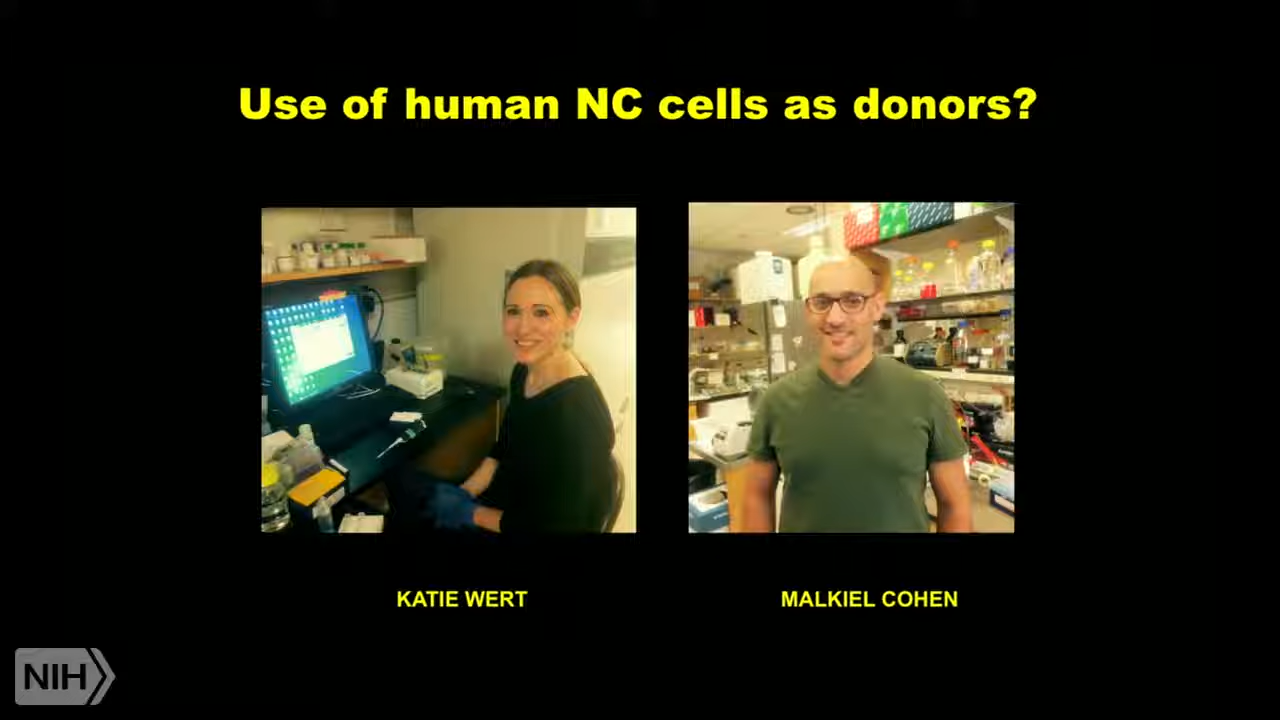 Use of human NC cells as donors?
KATIE WERT
MALKIEL COHEN
NIH